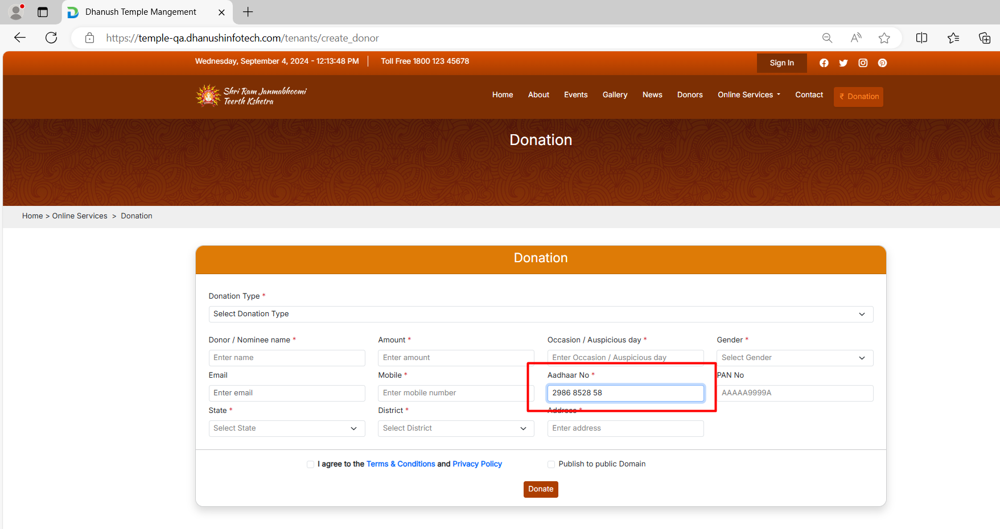 Dhanush Temple Mangement
https://temple-qa.dhanushinfotech.com/tenants/create_donor
Wednesday, September 4, 2024 - 12:13:48 PM | Toll Free 1800 123 45678 Sign In
Shri Ram Janmabhoomi
Teerth Kshetra
Home About Events Gallery News Donors Online Services Contact ₹ Donation
Donation
Home > Online Services > Donation
Donation
Donation Type *
Select Donation Type
Donor / Nominee name * Amount * Occasion / Auspicious day * Gender *
Enter name Enter amount Enter Occasion / Auspicious day Select Gender
Email Mobile * Aadhaar No * PAN No
Enter email Enter mobile number 2986 8528 58 AAAAA9999A
State * District * Address *
Select State Select District Enter address
I agree to the Terms & Conditions and Privacy Policy Publish to public Domain
Donate